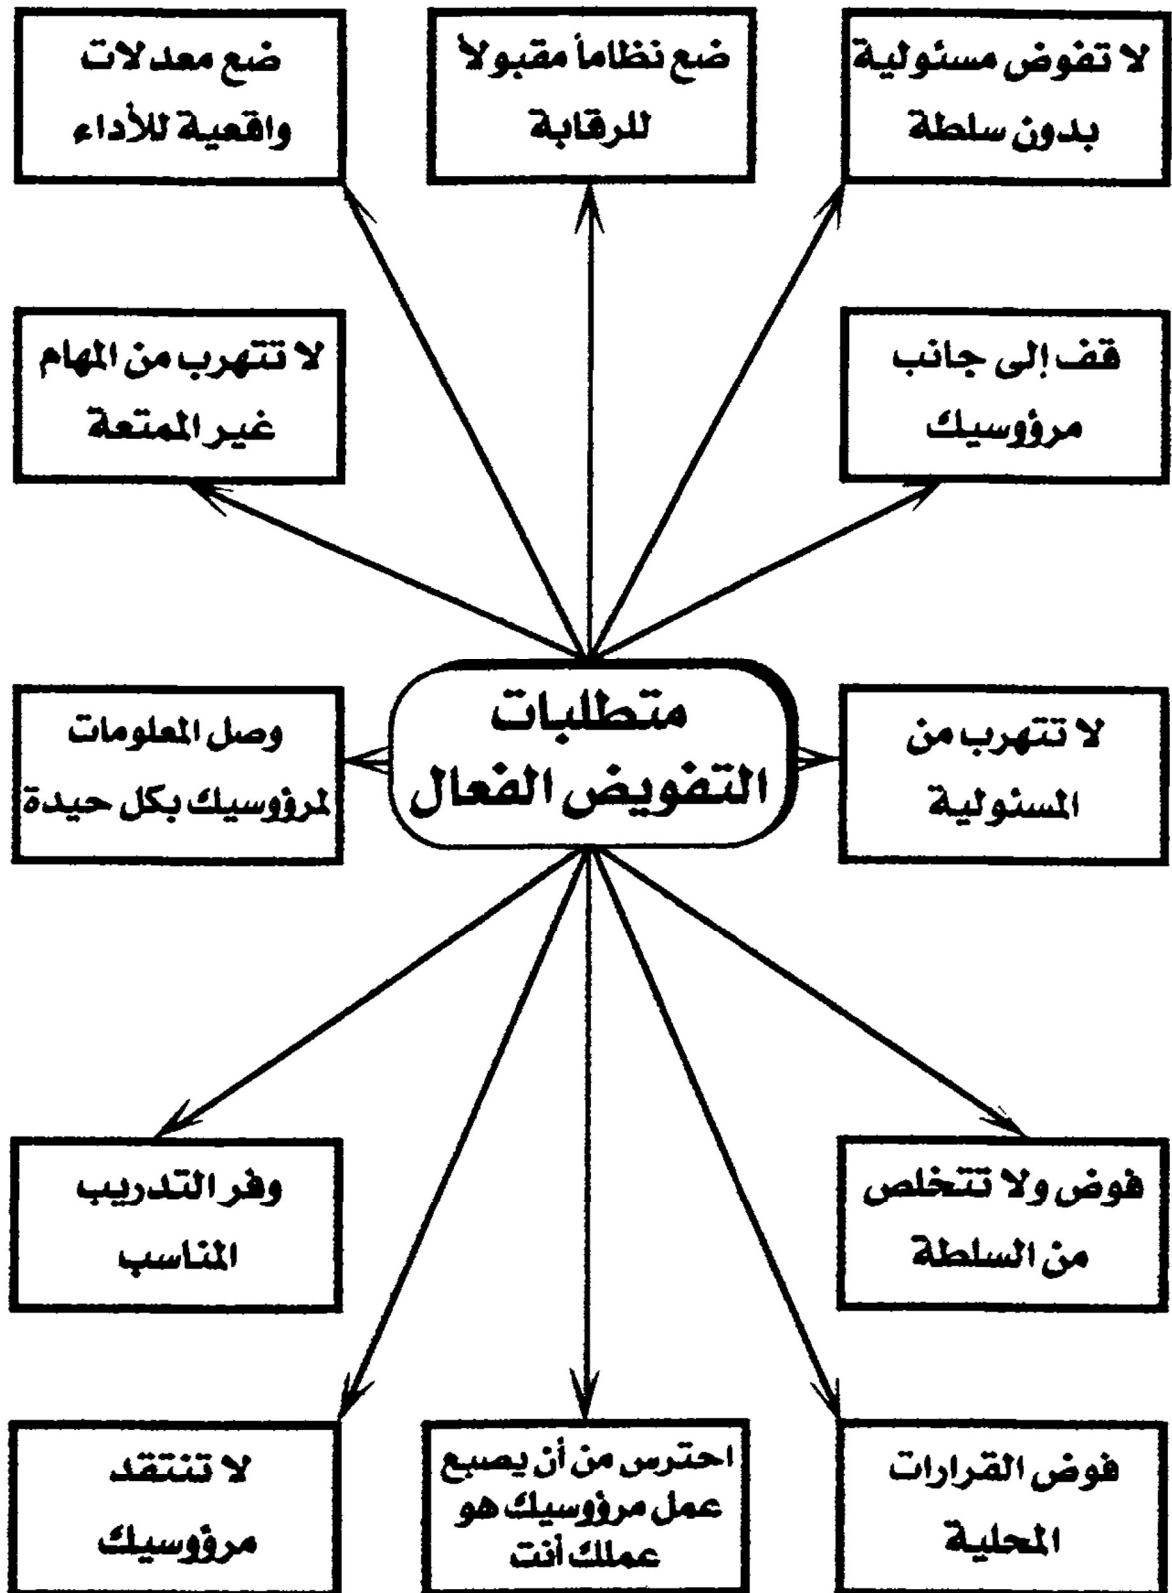 لا تفوض مسئولية
بدون سلطة
ضع نظاماً مقبولاً
للرقابة
ضع معدلات
واقعية للأداء
قف إلى جانب
مرؤوسيك
لا تتهرب من المهام
غير الممتعة
متطلبات
التفويض الفعال
لا تتهرب من
المسئولية
وصل المعلومات
لمرؤوسيك بكل حيدة
فوض ولا تتخلص
من السلطة
وفر التدريب
المناسب
فوض القرارات
المحلية
احترس من أن يصبع
عمل مرؤوسيك هو
عملك أنت
لا تنتقد
مرؤوسيك